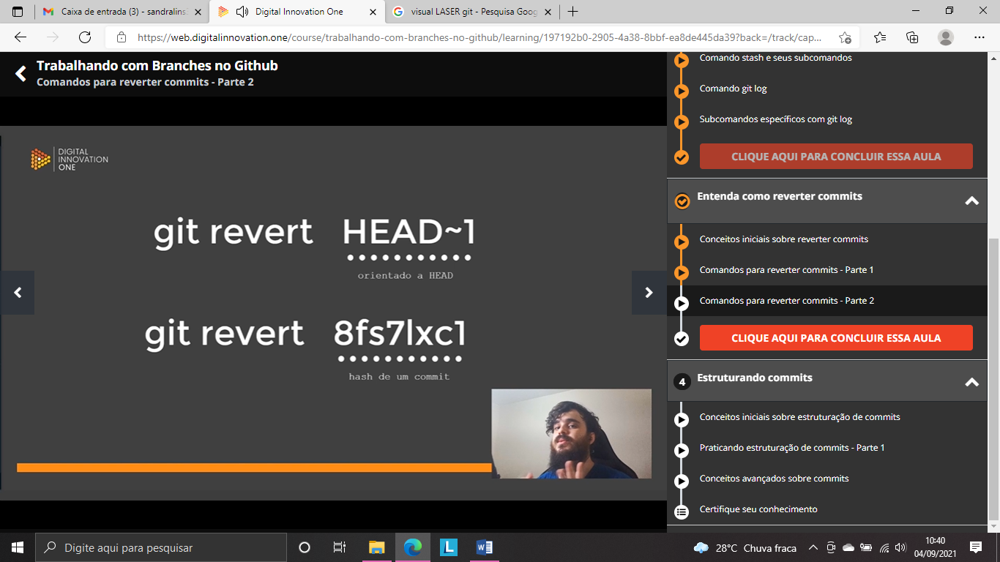 Caixa de entrada (3) - sandralins
Digital Innovation One
visual LASER git - Pesquisa Goog
https://web.digitalinnovation.one/course/trabalhando-com-branches-no-github/learning/197192b0-2905-4a38-8bbf-ea8de445da39?back=/track/cap...
Trabalhando com Branches no Github
Comandos para reverter commits - Parte 2
DIGITAL
INNOVATION
ONE
git revert HEAD~1
orientado a HEAD
git revert 8fs7lxc1
hash de um commit
Comando stash e seus subcomandos
Comando git log
Subcomandos específicos com git log
CLIQUE AQUI PARA CONCLUIR ESSA AULA
Entenda como reverter commits
Conceitos iniciais sobre reverter commits
Comandos para reverter commits - Parte 1
Comandos para reverter commits - Parte 2
CLIQUE AQUI PARA CONCLUIR ESSA AULA
4 Estruturando commits
Conceitos iniciais sobre estruturação de commits
Praticando estruturação de commits - Parte 1
Conceitos avançados sobre commits
Certifique seu conhecimento
Digite aqui para pesquisar
L
W
28°C Chuva fraca
10:40
04/09/2021